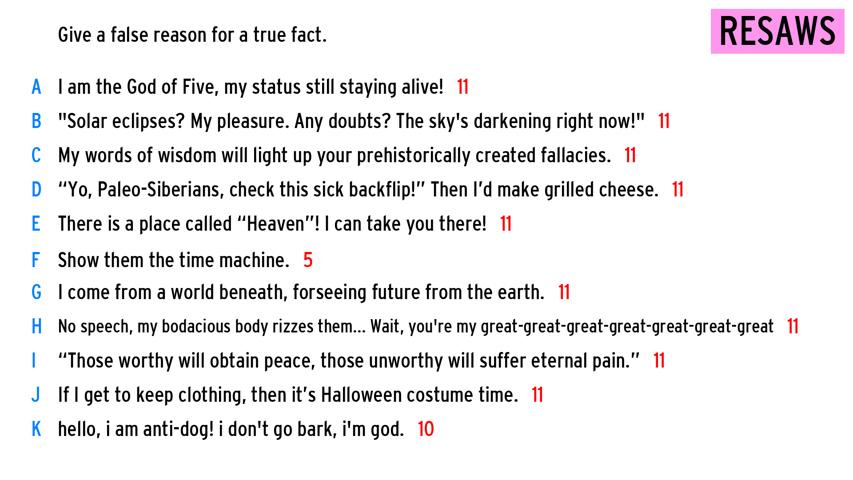 Give a false reason for a true fact.
RESAWS
A I am the God of Five, my status still staying alive! 11
B "Solar eclipses? My pleasure. Any doubts? The sky's darkening right now!" 11
C My words of wisdom will light up your prehistorically created fallacies. 11
D “Yo, Paleo-Siberians, check this sick backflip!” Then I’d make grilled cheese. 11
E There is a place called “Heaven”! I can take you there! 11
F Show them the time machine. 5
G I come from a world beneath, forseeing future from the earth. 11
H No speech, my bodacious body rizzes them... Wait, you're my great-great-great-great-great-great-great 11
I “Those worthy will obtain peace, those unworthy will suffer eternal pain.” 11
J If I get to keep clothing, then it’s Halloween costume time. 11
K hello, i am anti-dog! i don't go bark, i'm god. 10